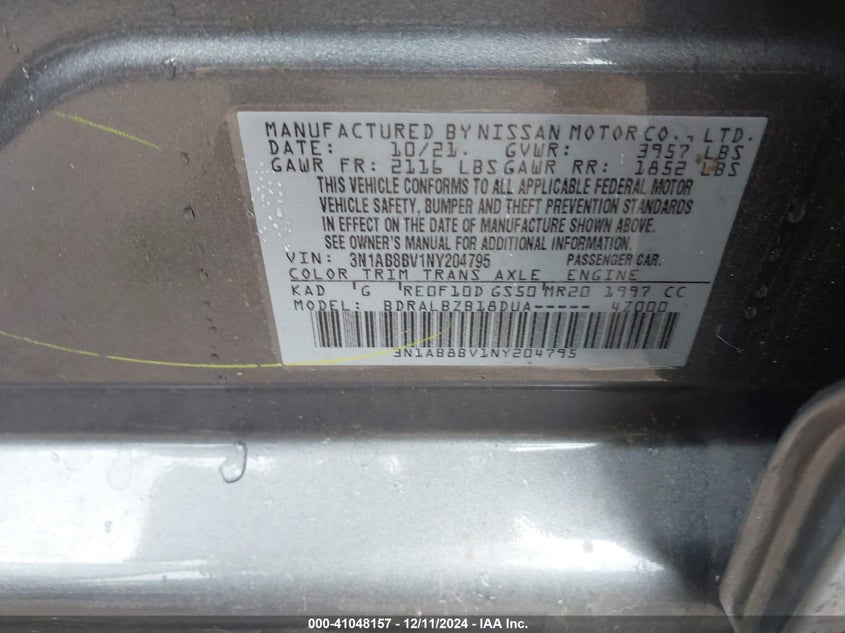 MANUFACTURED BY NISSAN MOTOR CO., LTD.
DATE: 10/21. GVWR: 3957 LBS
GAWR FR: 2116 LBS GAWR RR: 1852 LBS
THIS VEHICLE CONFORMS TO ALL APPLICABLE FEDERAL MOTOR
VEHICLE SAFETY, BUMPER AND THEFT PREVENTION STANDARDS
IN EFFECT ON THE DATE OF MANUFACTURE SHOWN ABOVE.
SEE OWNER'S MANUAL FOR ADDITIONAL INFORMATION.
VIN: 3N1AB8BV1NY204795 PASSENGER CAR.
COLOR TRIM TRANS AXLE ENGINE
KAD G RE0F10D GS50 MR20 1997 CC
MODEL: BDRALBZB18DUA----- 47000
3N1AB8BV1NY204795
000-41048157 - 12/11/2024 - IAA Inc.